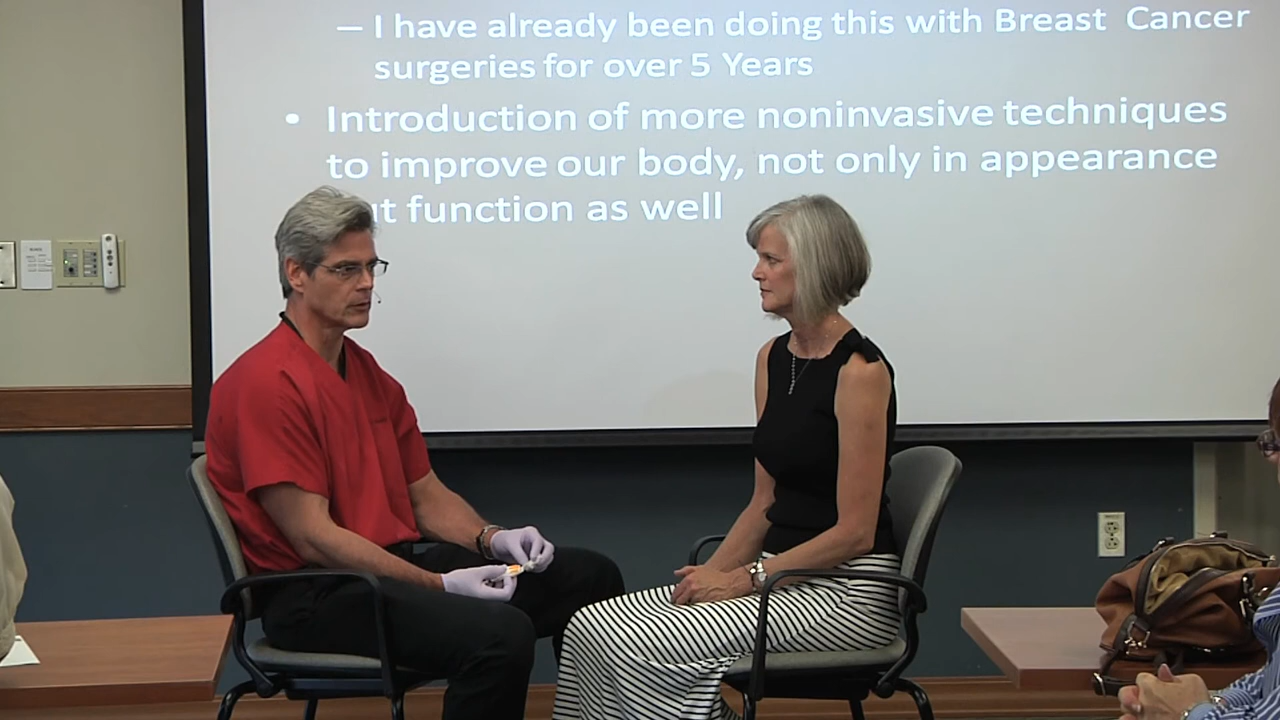 – I have already been doing this with Breast Cancer
surgeries for over 5 Years
• Introduction of more noninvasive techniques
to improve our body, not only in appearance
ut function as well